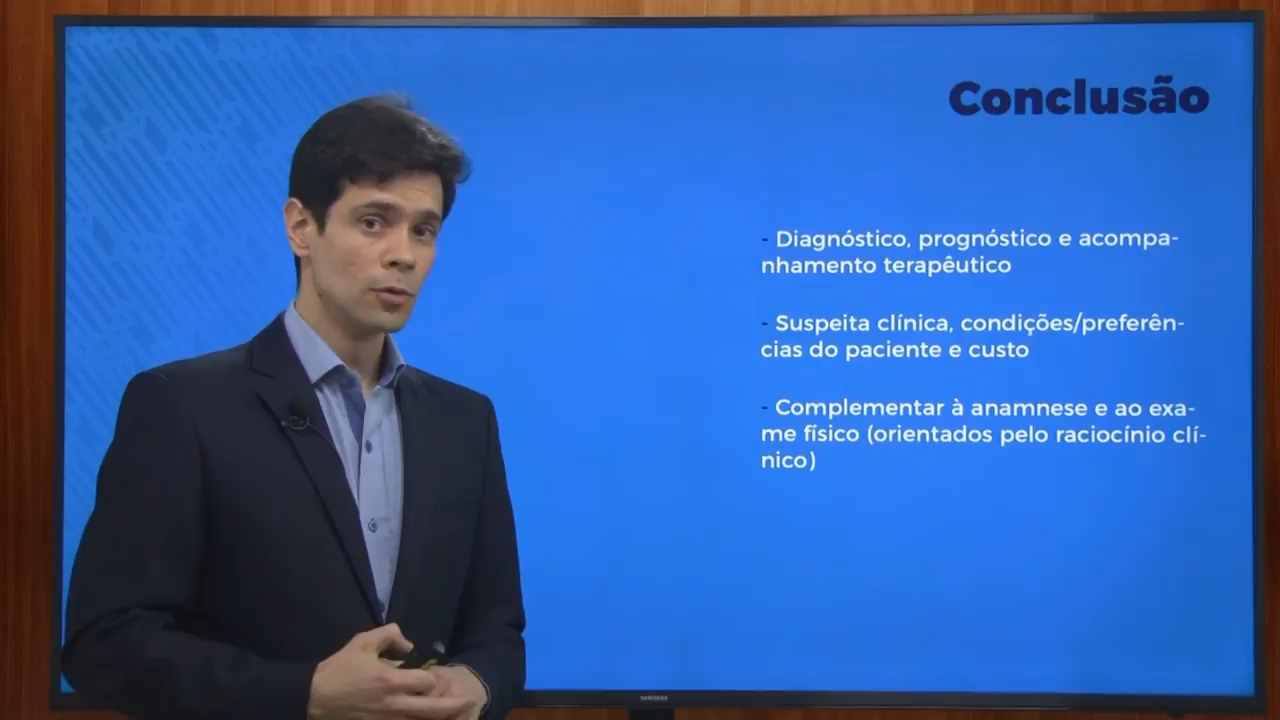 Conclusão
- Diagnóstico, prognóstico e acompa-
nhamento terapêutico
- Suspeita clínica, condições/preferên-
cias do paciente e custo
- Complementar à anamnese e ao exa-
me físico (orientados pelo raciocínio clí-
nico)
SAMSUNG